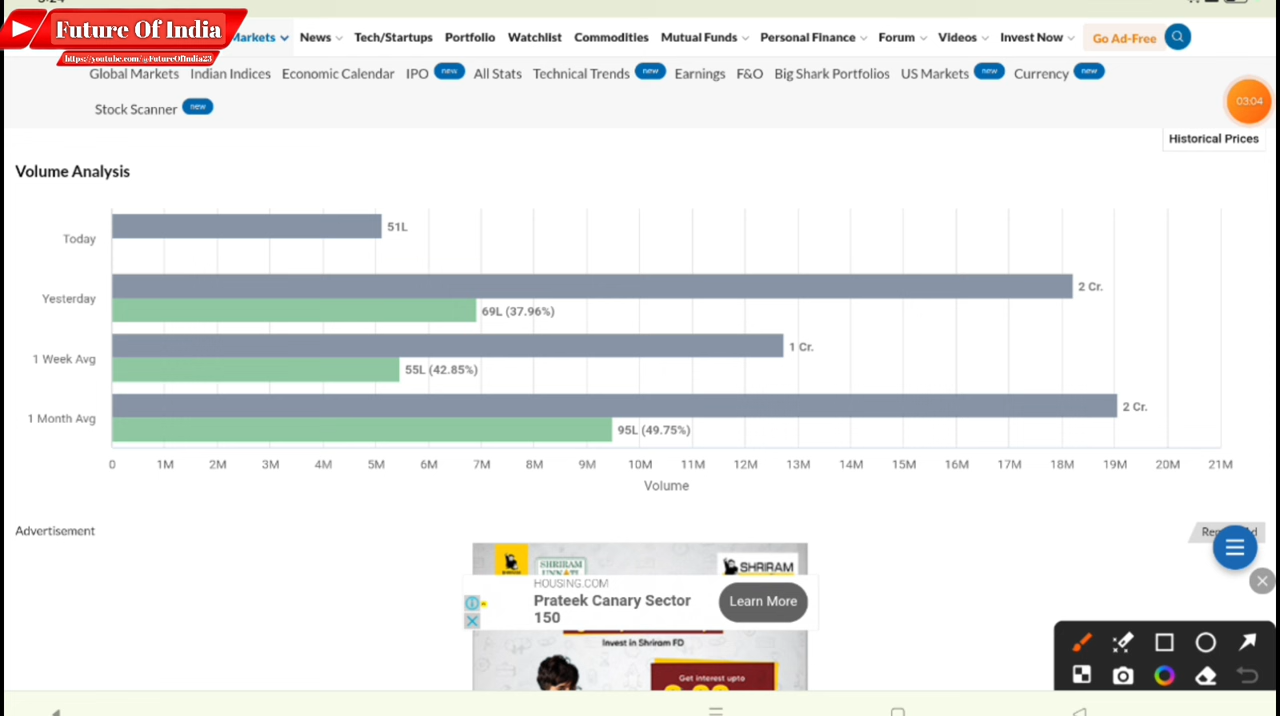 Future Of India
https://youtube.com/@FutureOfIndia23
Markets News Tech/Startups Portfolio Watchlist Commodities Mutual Funds Personal Finance Forum Videos Invest Now Go Ad-Free
Global Markets Indian Indices Economic Calendar IPO new All Stats Technical Trends new Earnings F&O Big Shark Portfolios US Markets new Currency new
Stock Scanner new
03:04
Historical Prices
Volume Analysis
Today 51L
Yesterday 2 Cr.
69L (37.96%)
1 Week Avg 1 Cr.
55L (42.85%)
1 Month Avg 2 Cr.
95L (49.75%)
0 1M 2M 3M 4M 5M 6M 7M 8M 9M 10M 11M 12M 13M 14M 15M 16M 17M 18M 19M 20M 21M
Volume
Advertisement
SHRIRAM
SHRIRAM
HOUSING.COM
Prateek Canary Sector
150
Learn More
Invest in Shriram FD
Get interest upto